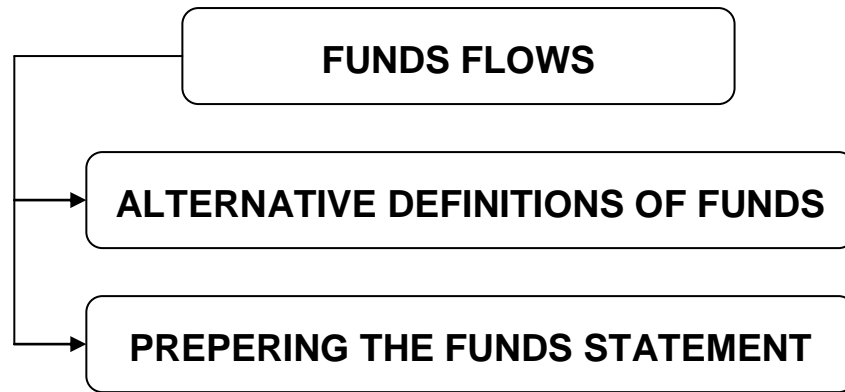 FUNDS FLOWS
ALTERNATIVE DEFINITIONS OF FUNDS
PREPERING THE FUNDS STATEMENT